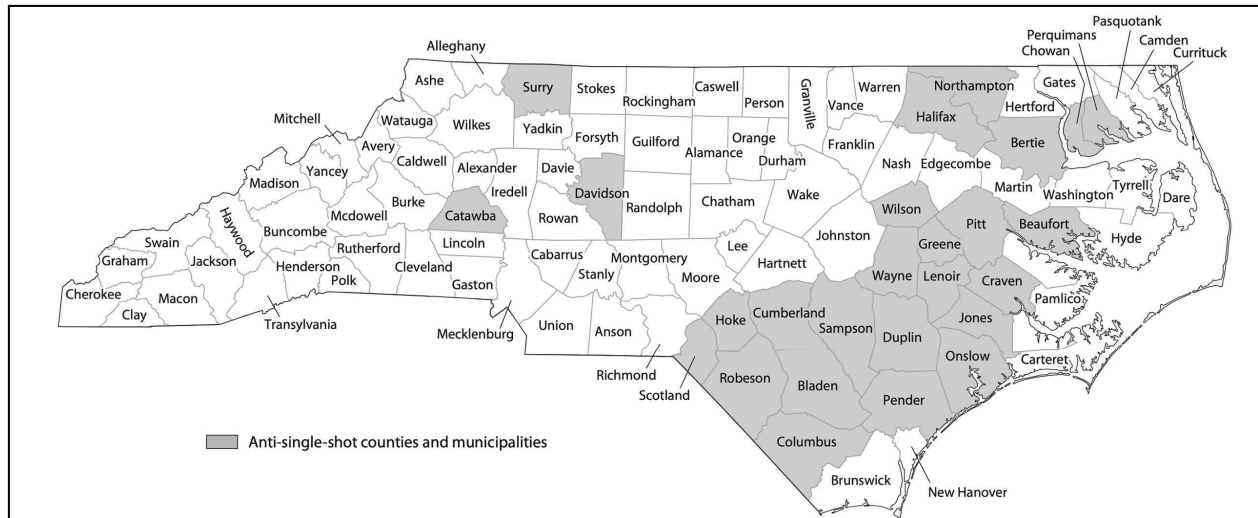 Pasquotank
Perquimans
Camden
Chowan
Currituck
Alleghany
Ashe
Surry
Stokes
Rockingham
Caswell
Person
Granville
Vance
Warren
Northampton
Gates
Hertford
Halifax
Mitchell
Watauga
Wilkes
Yadkin
Forsyth
Guilford
Orange
Alamance
Durham
Franklin
Bertie
Avery
Caldwell
Alexander
Davie
Nash
Edgecombe
Madison
Yancey
Iredell
Martin
Washington
Tyrrell
Dare
Burke
Davidson
Randolph
Chatham
Wake
Mcdowell
Catawba
Rowan
Wilson
Pitt
Beaufort
Haywood
Buncombe
Hyde
Swain
Rutherford
Lincoln
Johnston
Greene
Graham
Jackson
Henderson
Polk
Cleveland
Cabarrus
Stanly
Montgomery
Moore
Lee
Hartnett
Wayne
Lenoir
Craven
Cherokee
Macon
Gaston
Pamlico
Clay
Transylvania
Mecklenburg
Union
Anson
Hoke
Cumberland
Sampson
Duplin
Jones
Onslow
Carteret
Richmond
Scotland
Robeson
Bladen
Pender
Anti-single-shot counties and municipalities
Columbus
Brunswick
New Hanover